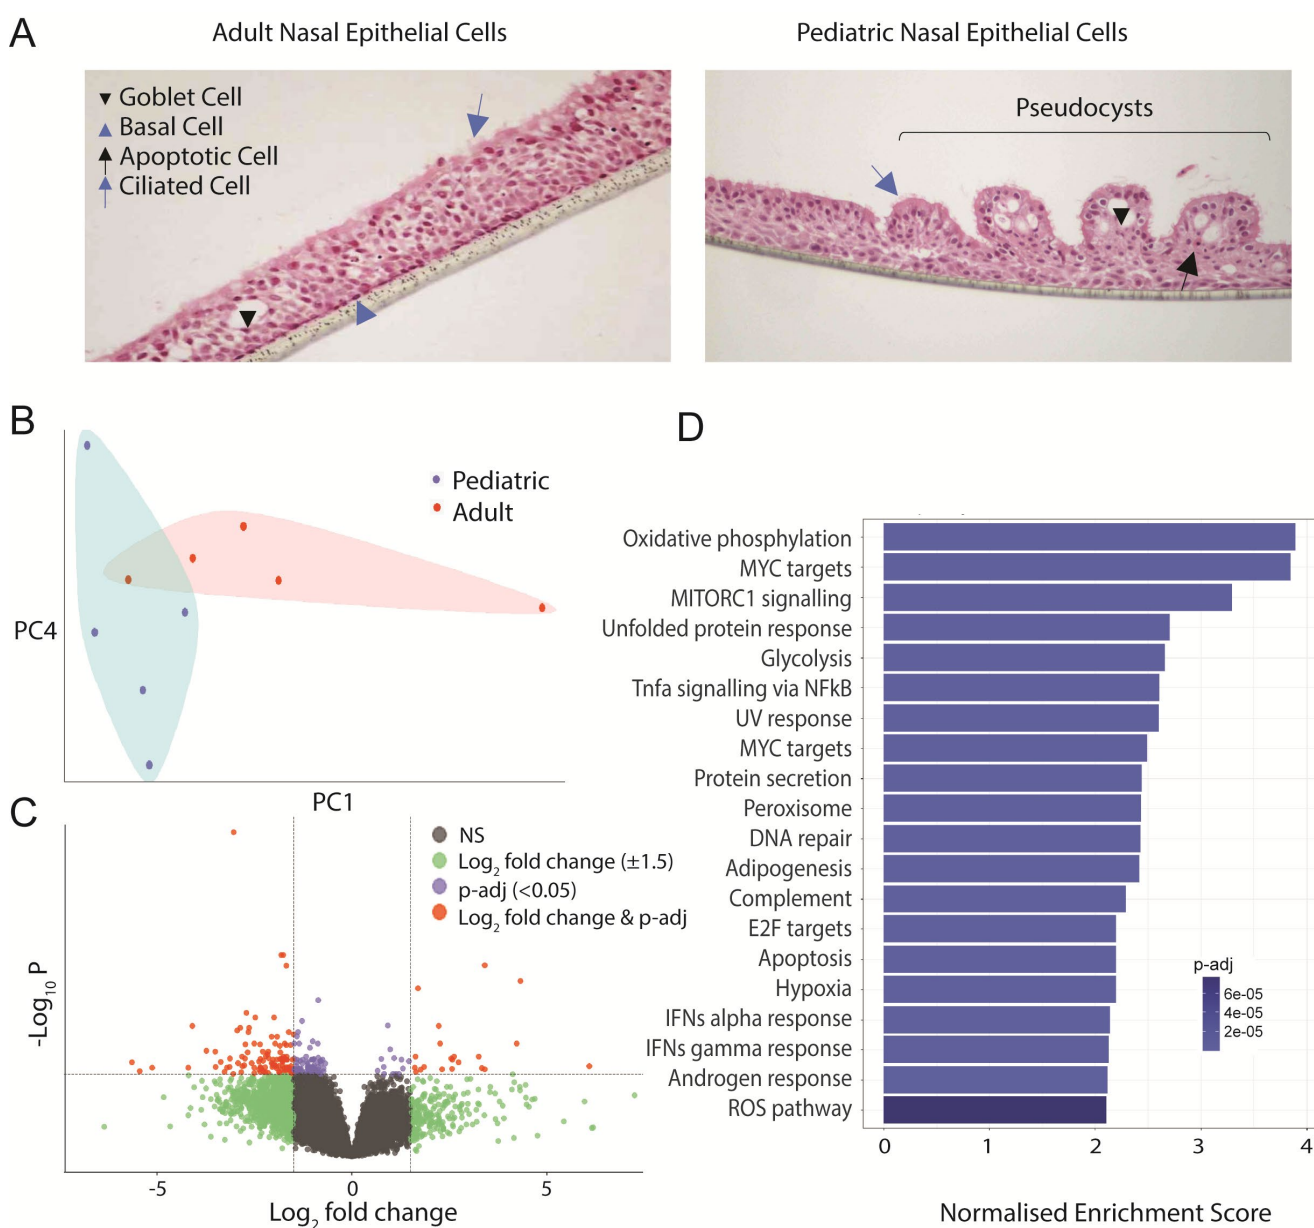 A
Adult Nasal Epithelial Cells
Pediatric Nasal Epithelial Cells
Goblet Cell
Basal Cell
Apoptotic Cell
Ciliated Cell
Pseudocysts
B
Pediatric
Adult
PC4
PC1
C
NS
Log2 fold change (±1.5)
p-adj (<0.05)
Log2 fold change & p-adj
-Log10 P
-5
0
5
Log2 fold change
D
Oxidative phosphylation
MYC targets
MITORC1 signalling
Unfolded protein response
Glycolysis
Tnfa signalling via NFkB
UV response
MYC targets
Protein secretion
Peroxisome
DNA repair
Adipogenesis
Complement
E2F targets
Apoptosis
Hypoxia
IFNs alpha response
IFNs gamma response
Androgen response
ROS pathway
p-adj
6e-05
4e-05
2e-05
0 1 2 3 4
Normalised Enrichment Score